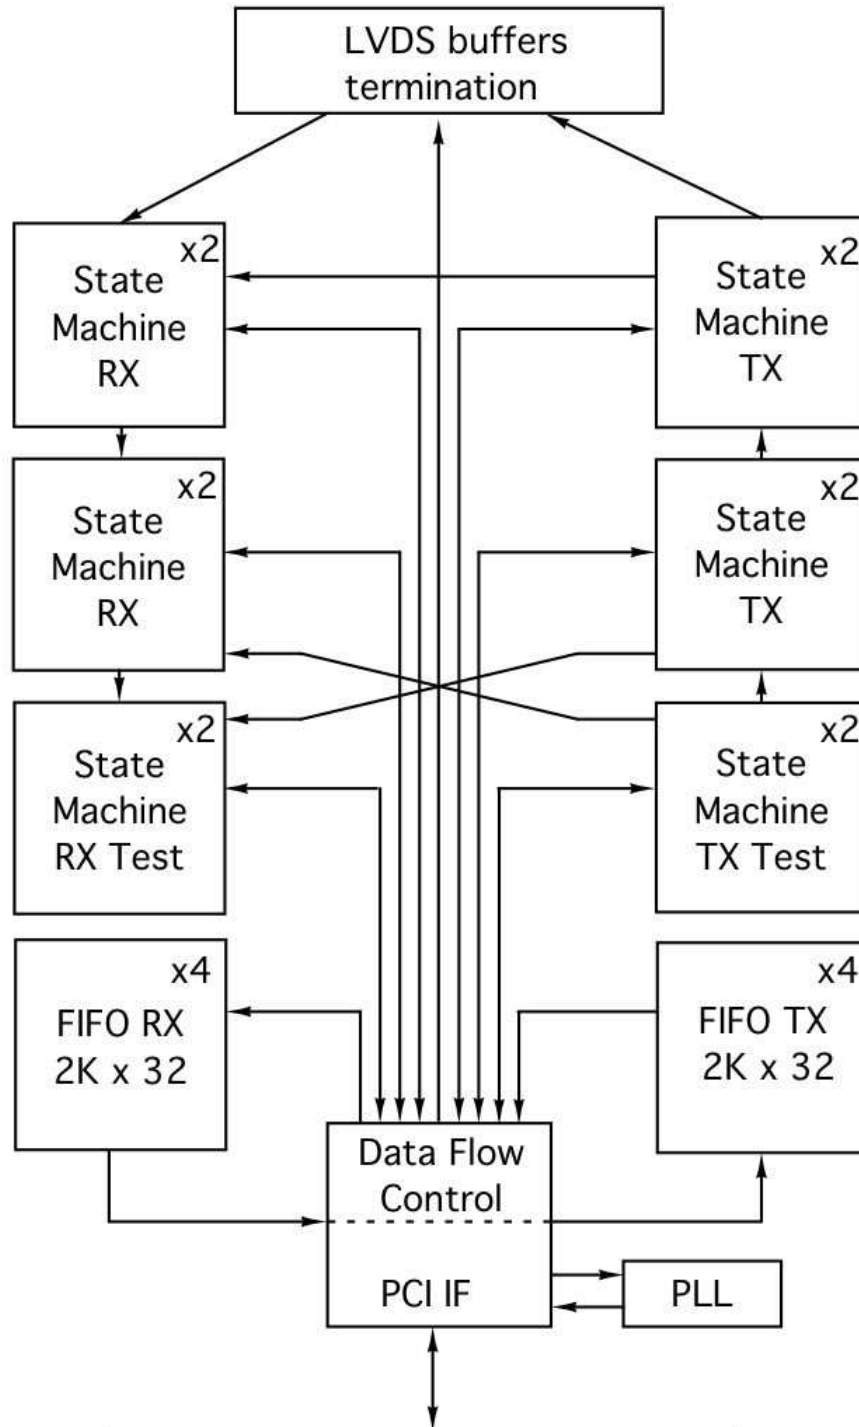 LVDS buffers
termination
x2
State
Machine
RX
x2
State
Machine
TX
x2
State
Machine
RX
x2
State
Machine
TX
x2
State
Machine
RX Test
x2
State
Machine
TX Test
x4
FIFO RX
2K x 32
x4
FIFO TX
2K x 32
Data Flow
Control
PCI IF
PLL